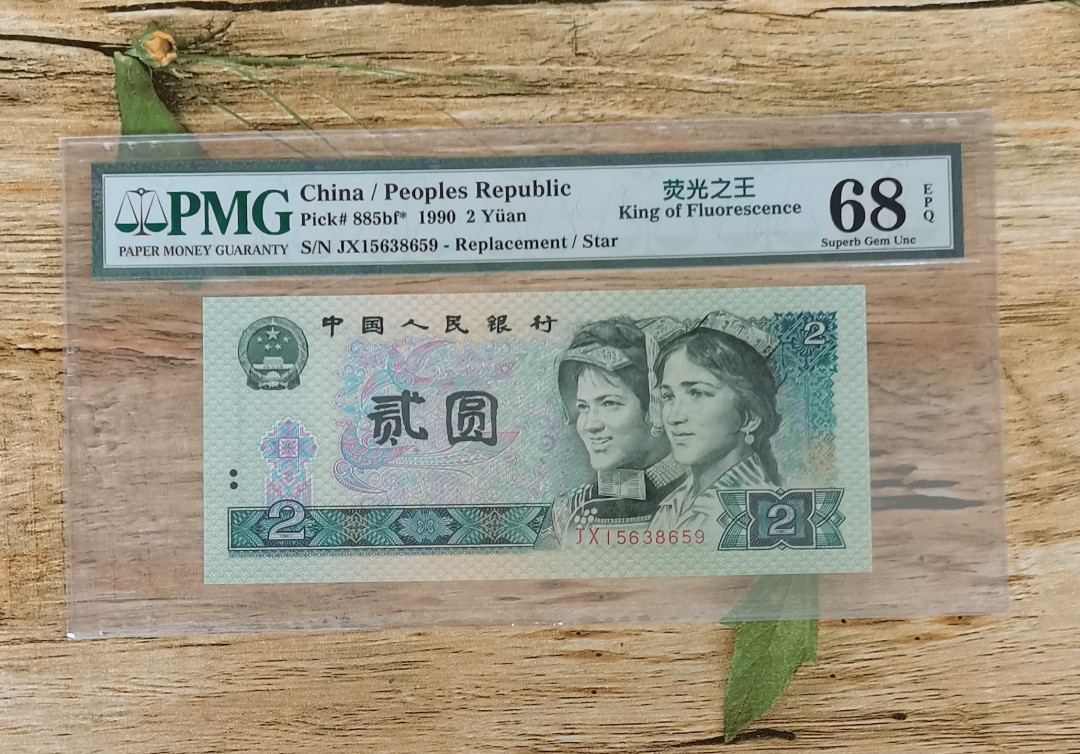 PMG
PAPER MONEY GUARANTY
China / Peoples Republic
Pick# 885bf* 1990 2 Yüan
S/N JX15638659 - Replacement / Star
荧光之王
King of Fluorescence
68
EPQ
Superb Gem Unc
中国人民银行
2
贰圆
2
2
JX15638659